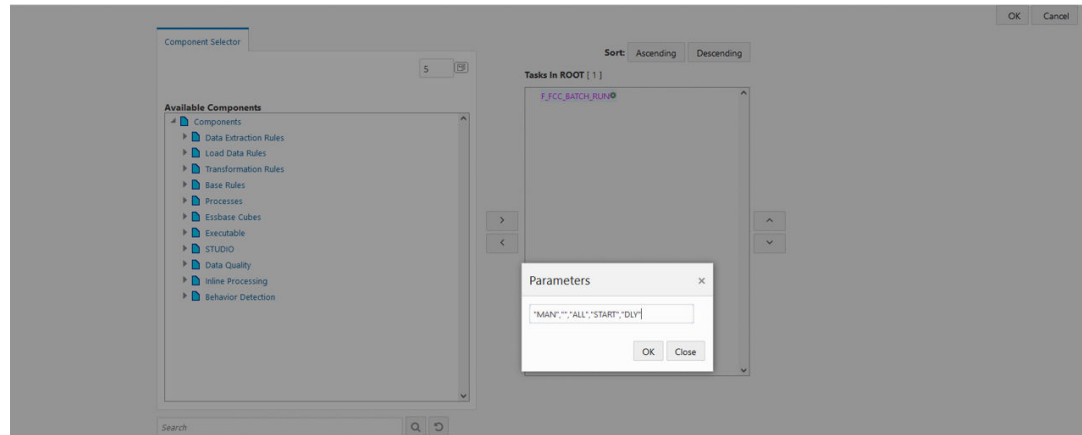 OK Cancel
Component Selector
Sort: Ascending Descending
5
Tasks In ROOT [ 1 ]
F_FCC_BATCH_RUN
Available Components
Components
Data Extraction Rules
Load Data Rules
Transformation Rules
Base Rules
Processes
Essbase Cubes
Executable
STUDIO
Data Quality
Inline Processing
Behavior Detection
Parameters
"MAN","","ALL","START","DLY"
OK Close
Search